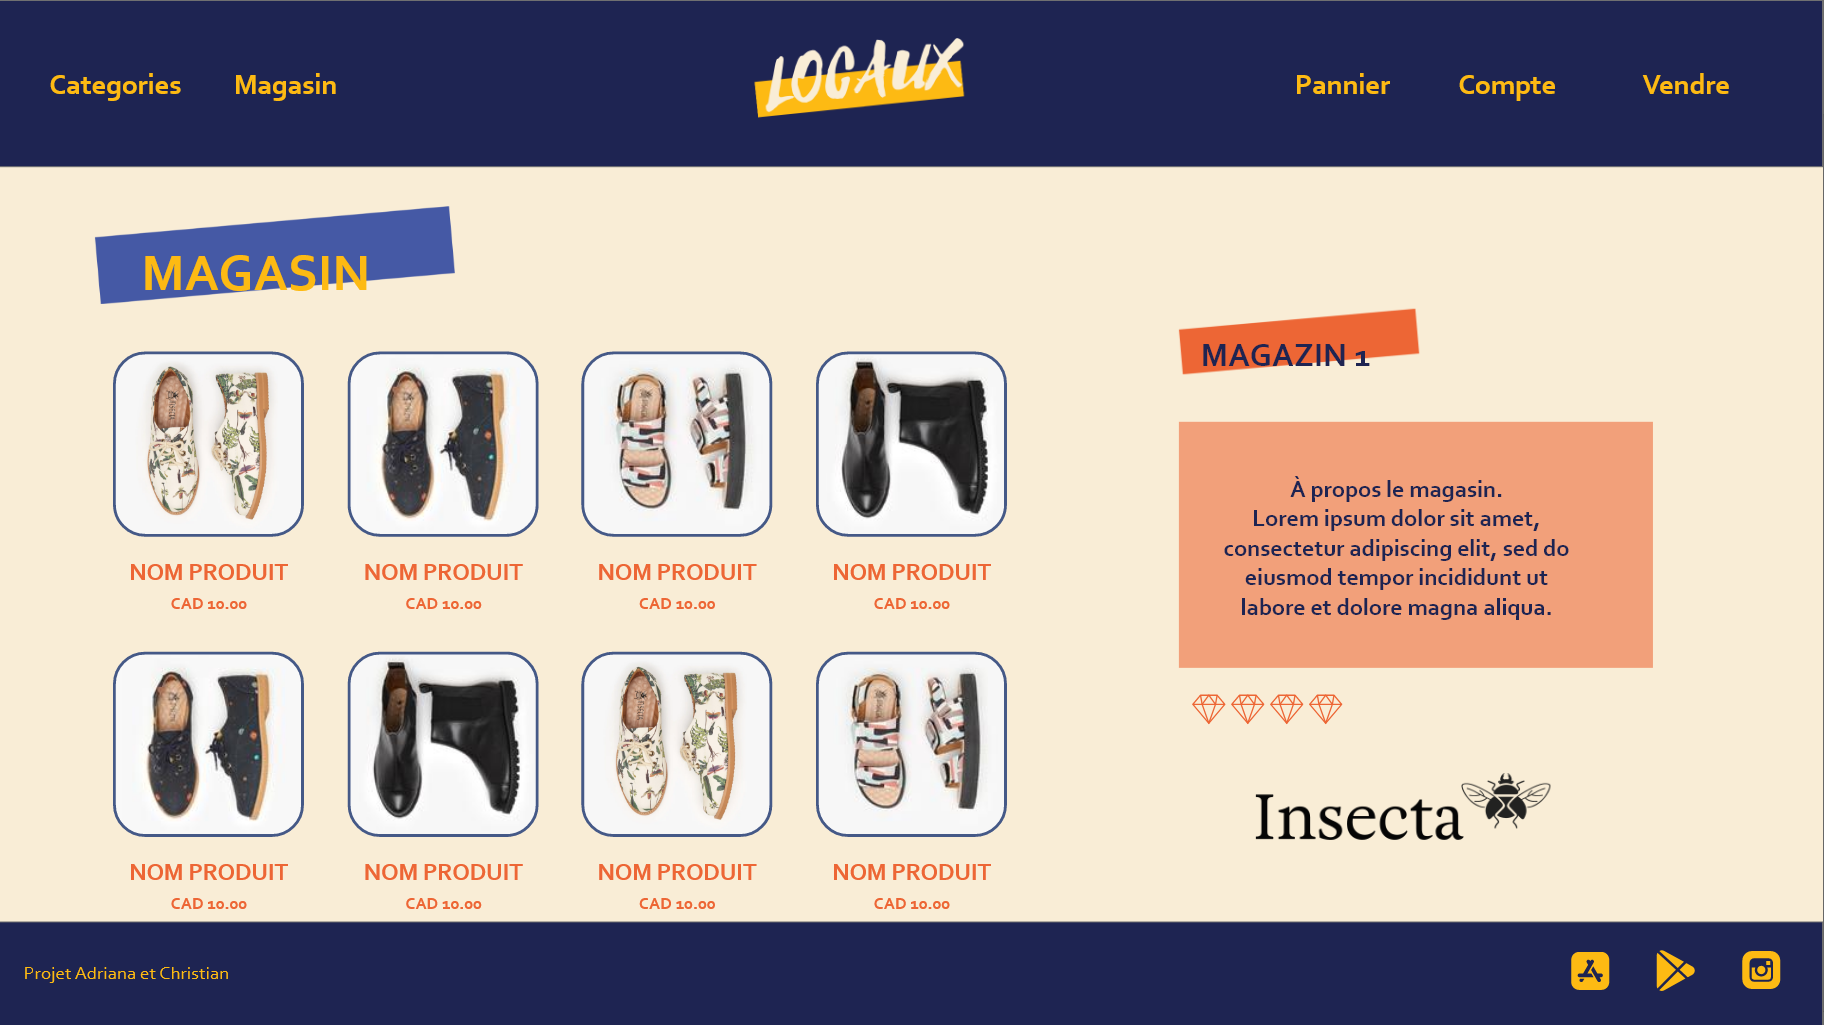 Categories
Magasin
LOCAUX
Pannier
Compte
Vendre
MAGASIN
NOM PRODUIT
CAD 10.00
NOM PRODUIT
CAD 10.00
NOM PRODUIT
CAD 10.00
NOM PRODUIT
CAD 10.00
NOM PRODUIT
CAD 10.00
NOM PRODUIT
CAD 10.00
NOM PRODUIT
CAD 10.00
NOM PRODUIT
CAD 10.00
MAGAZIN 1
À propos le magasin.
Lorem ipsum dolor sit amet,
consectetur adipiscing elit, sed do
eiusmod tempor incididunt ut
labore et dolore magna aliqua.
Insecta
Projet Adriana et Christian